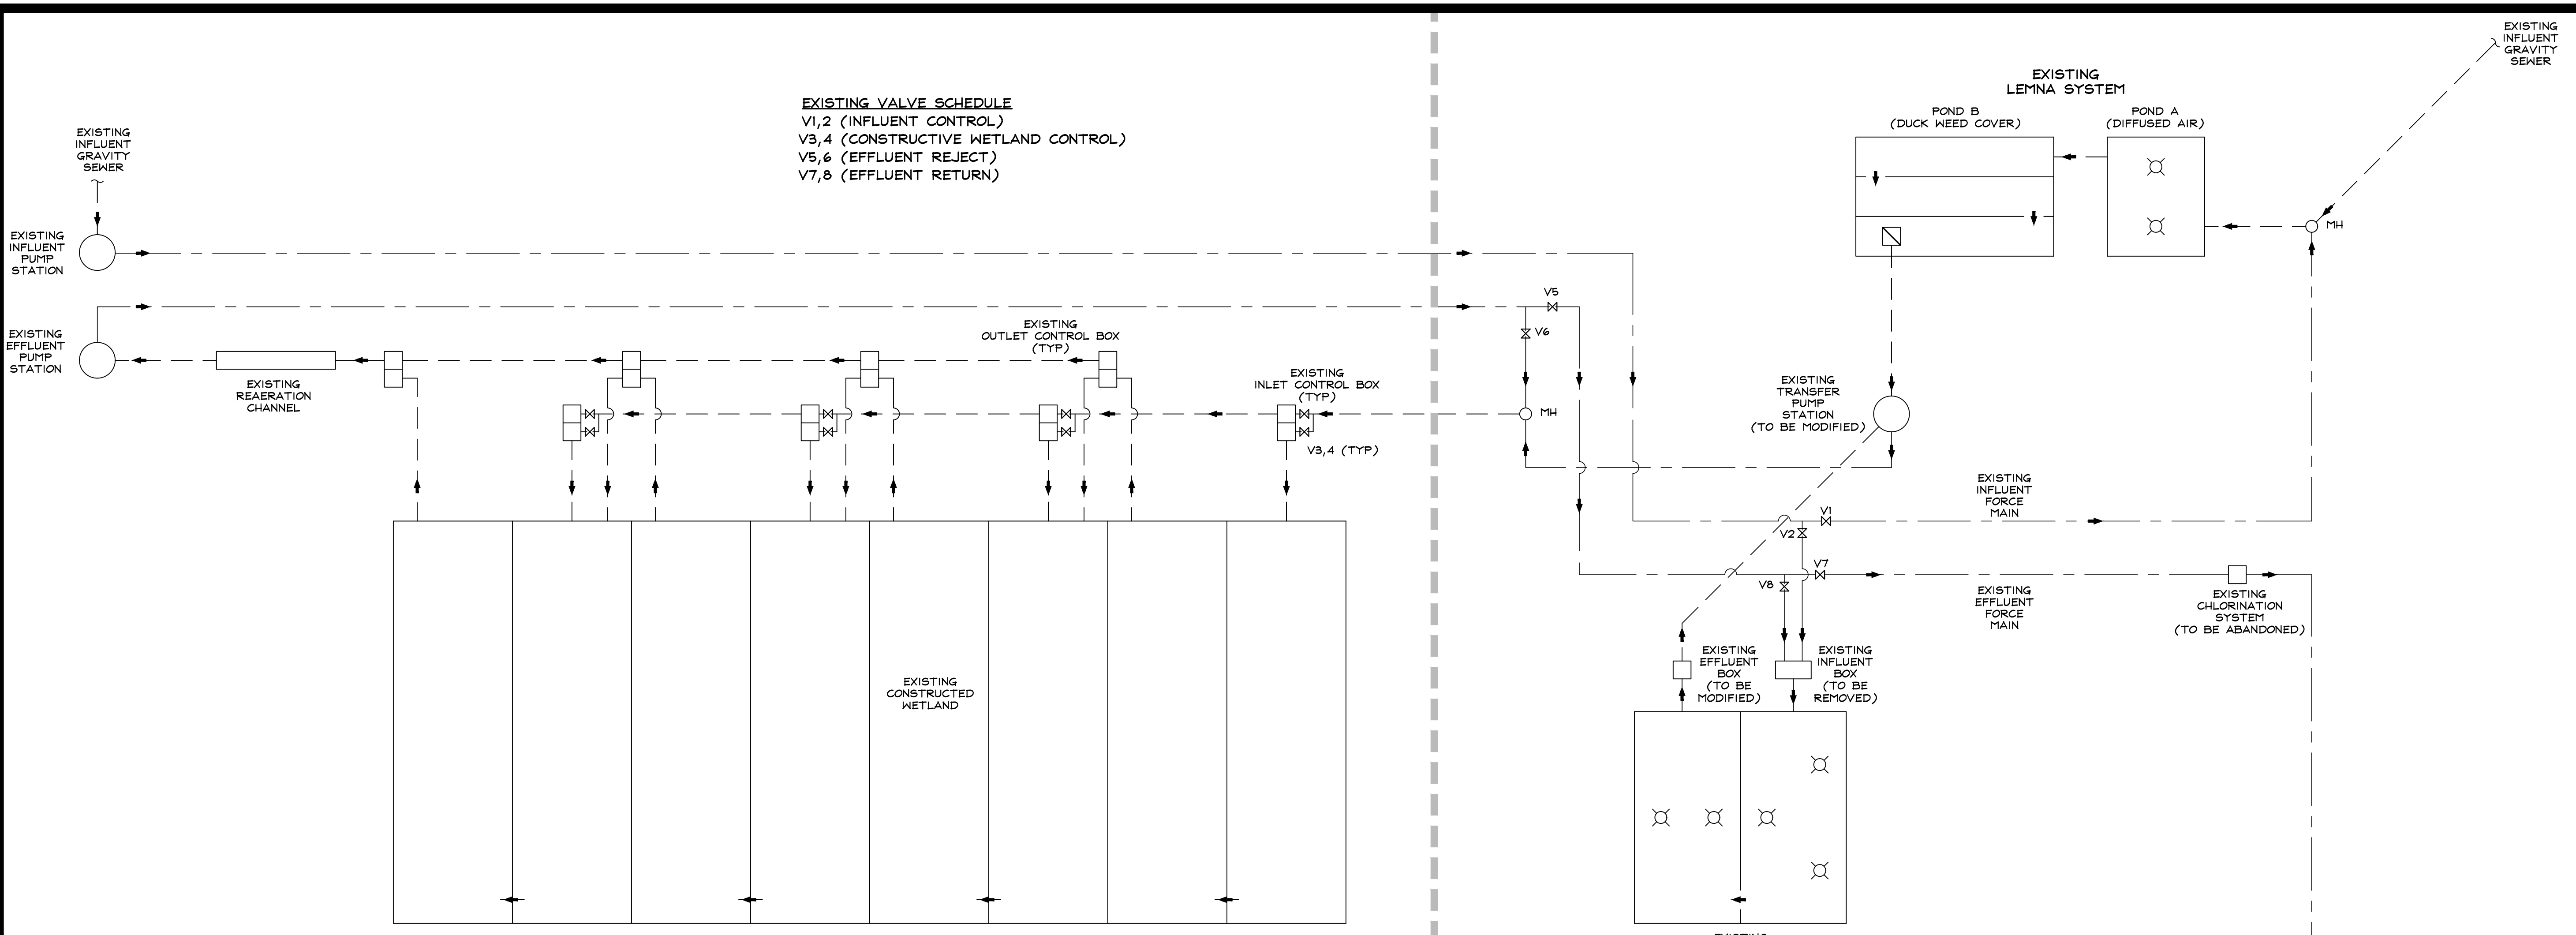 EXISTING
INFLUENT
GRAVITY
SEWER
EXISTING
LEMNA SYSTEM
POND B
(DUCK WEED COVER)
POND A
(DIFFUSED AIR)
EXISTING VALVE SCHEDULE
V1,2 (INFLUENT CONTROL)
V3,4 (CONSTRUCTIVE WETLAND CONTROL)
V5,6 (EFFLUENT REJECT)
V7,8 (EFFLUENT RETURN)
EXISTING
INFLUENT
GRAVITY
SEWER
MH
EXISTING
INFLUENT
PUMP
STATION
V5
V6
EXISTING
EFFLUENT
PUMP
STATION
EXISTING
OUTLET CONTROL BOX
(TYP)
EXISTING
REAERATION
CHANNEL
EXISTING
INLET CONTROL BOX
(TYP)
MH
V3,4 (TYP)
EXISTING
TRANSFER
PUMP
STATION
(TO BE MODIFIED)
EXISTING
INFLUENT
FORCE
MAIN
V1
V2
V7
V8
EXISTING
EFFLUENT
FORCE
MAIN
EXISTING
CHLORINATION
SYSTEM
(TO BE ABANDONED)
EXISTING
EFFLUENT
BOX
(TO BE
MODIFIED)
EXISTING
INFLUENT
BOX
(TO BE
REMOVED)
EXISTING
CONSTRUCTED
WETLAND